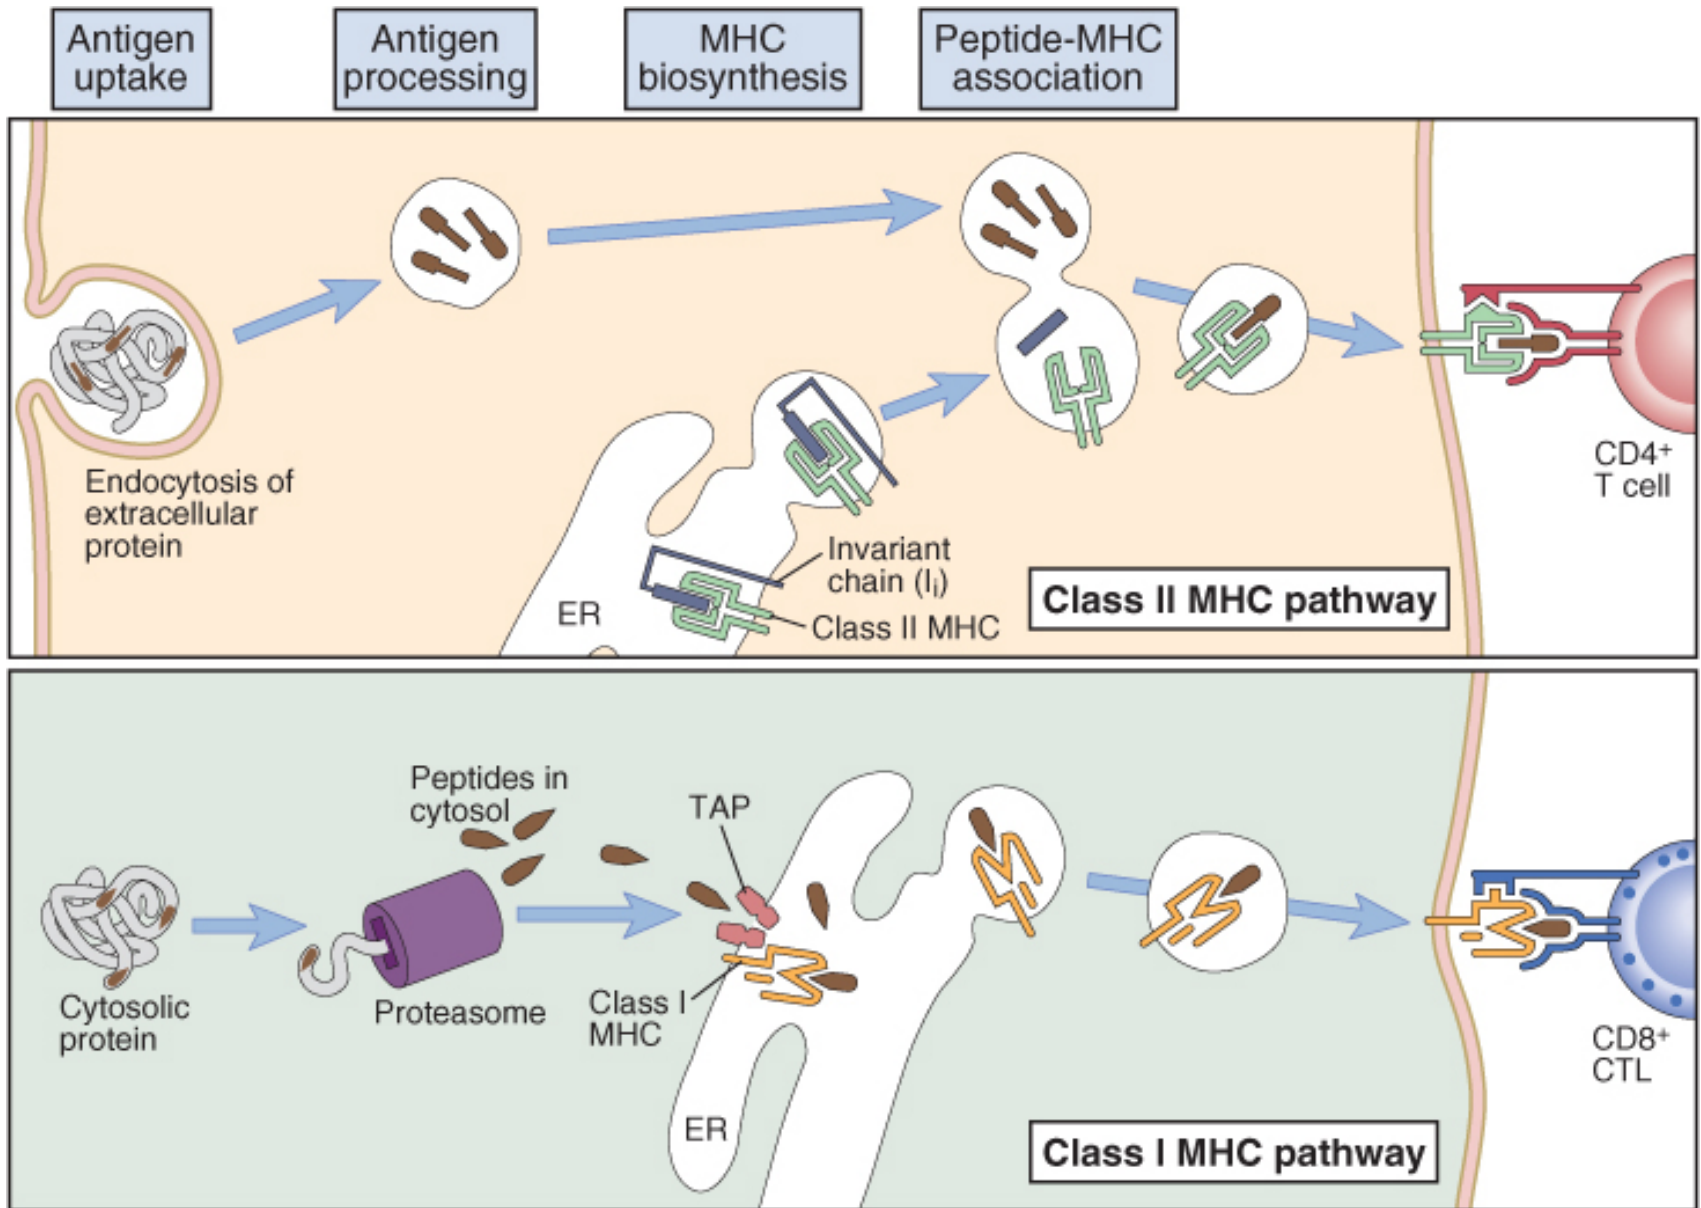 Antigen
uptake
Antigen
processing
MHC
biosynthesis
Peptide-MHC
association
Endocytosis of
extracellular
protein
ER
Invariant
chain (Ii)
Class II MHC
Class II MHC pathway
CD4+
T cell
Peptides in
cytosol
TAP
Cytosolic
protein
Proteasome
Class I
MHC
ER
Class I MHC pathway
CD8+
CTL